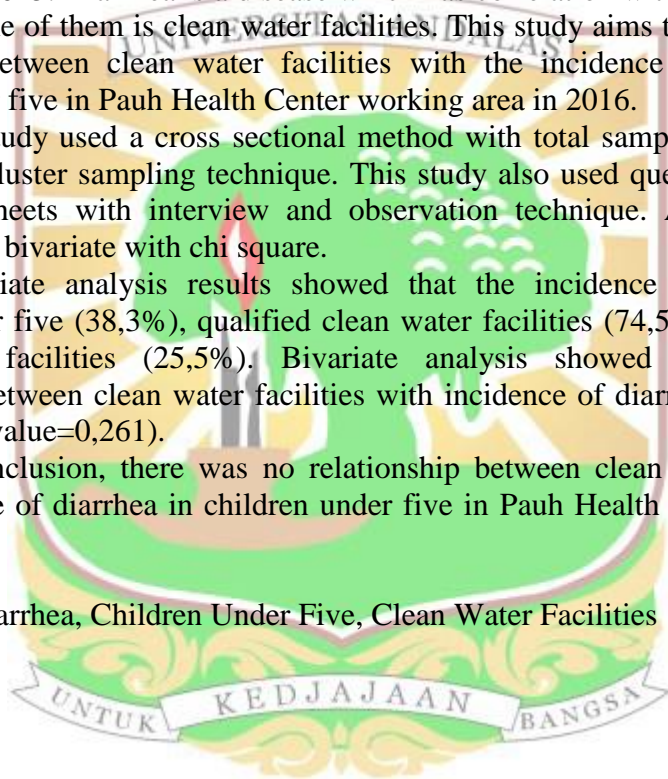 e of them is clean water facilities. This study aims t
etween clean water facilities with the incidence
five in Pauh Health Center working area in 2016.
udy used a cross sectional method with total samp
luster sampling technique. This study also used que
heets with interview and observation technique.
bivariate with chi square.
iate analysis results showed that the incidence
r five (38,3%), qualified clean water facilities (74,5
facilities (25,5%). Bivariate analysis showed
etween clean water facilities with incidence of diarr
value=0,261).
nclusion, there was no relationship between clean
e of diarrhea in children under five in Pauh Health
arrhea, Children Under Five, Clean Water Facilities
UNIVERSITAS ANDALAS
UNTUK KEDJAJAAN BANGSA